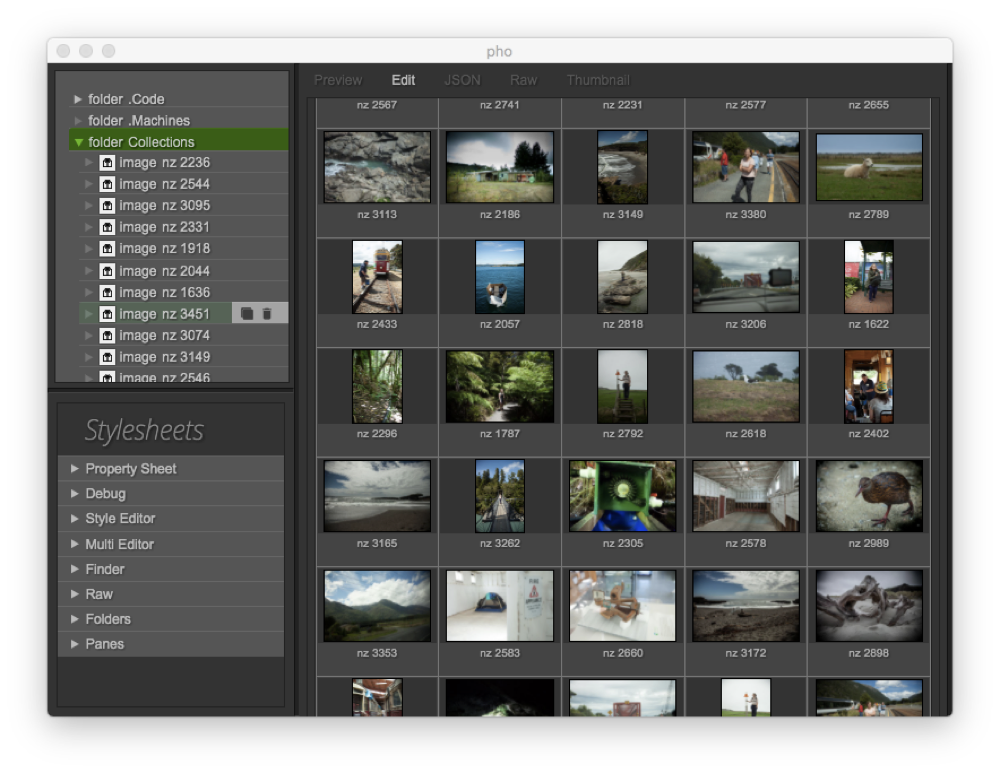 pho
folder .Code
folder .Machines
folder Collections
image nz 2236
image nz 2544
image nz 3095
image nz 2331
image nz 1918
image nz 2044
image nz 1636
image nz 3451
image nz 3074
image nz 3149
image nz 2546
Stylesheets
Property Sheet
Debug
Style Editor
Multi Editor
Finder
Raw
Folders
Panes
Preview Edit JSON Raw Thumbnail
nz 2567 nz 2741 nz 2231 nz 2577 nz 2655
nz 3113 nz 2186 nz 3149 nz 3380 nz 2789
nz 2433 nz 2057 nz 2818 nz 3206 nz 1622
nz 2296 nz 1787 nz 2792 nz 2618 nz 2402
nz 3165 nz 3262 nz 2305 nz 2578 nz 2989
nz 3353 nz 2583 nz 2660 nz 3172 nz 2898